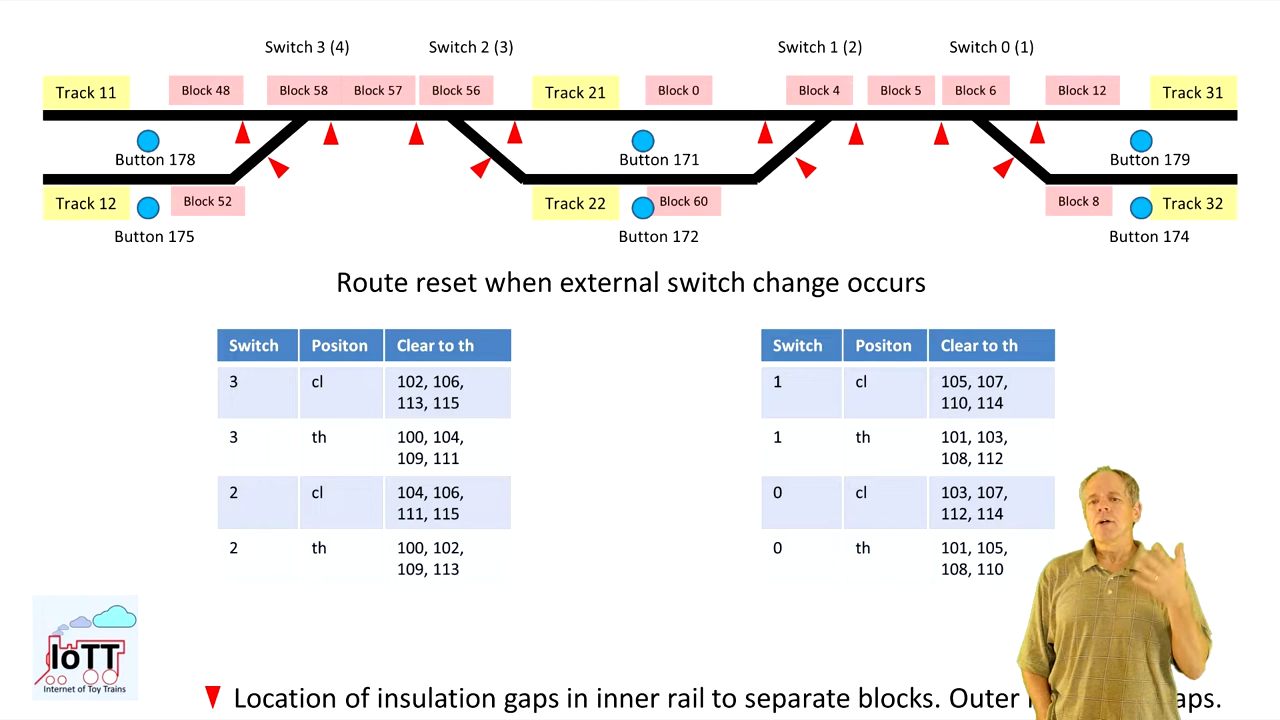 Switch 3 (4) Switch 2 (3) Switch 1 (2) Switch 0 (1)
Track 11 Block 48 Block 58 Block 57 Block 56 Track 21 Block 0 Block 4 Block 5 Block 6 Block 12 Track 31
Button 178 Button 171 Button 179
Track 12 Block 52 Track 22 Block 60 Block 8 Track 32
Button 175 Button 172 Button 174
Route reset when external switch change occurs
Switch Positon Clear to th
3 cl 102, 106,
113, 115
3 th 100, 104,
109, 111
2 cl 104, 106,
111, 115
2 th 100, 102,
109, 113
Switch Positon Clear to th
1 cl 105, 107,
110, 114
1 th 101, 103,
108, 112
0 cl 103, 107,
112, 114
0 th 101, 105,
108, 110
IoTT
Internet of Toy Trains
Location of insulation gaps in inner rail to separate blocks. Outer